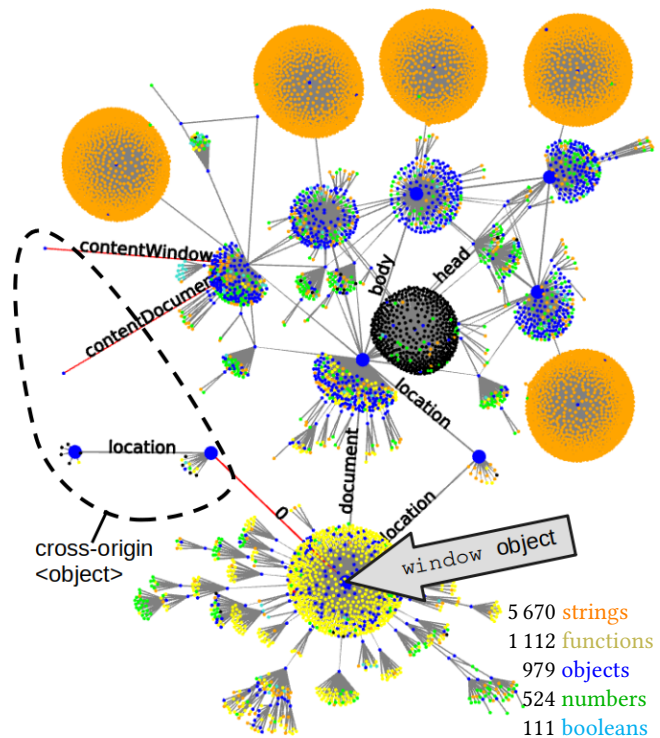 contentWindow
contentDocumen
body
head
location
location
document
location
0
cross-origin
<object>
window object
5 670 strings
1 112 functions
979 objects
524 numbers
111 booleans